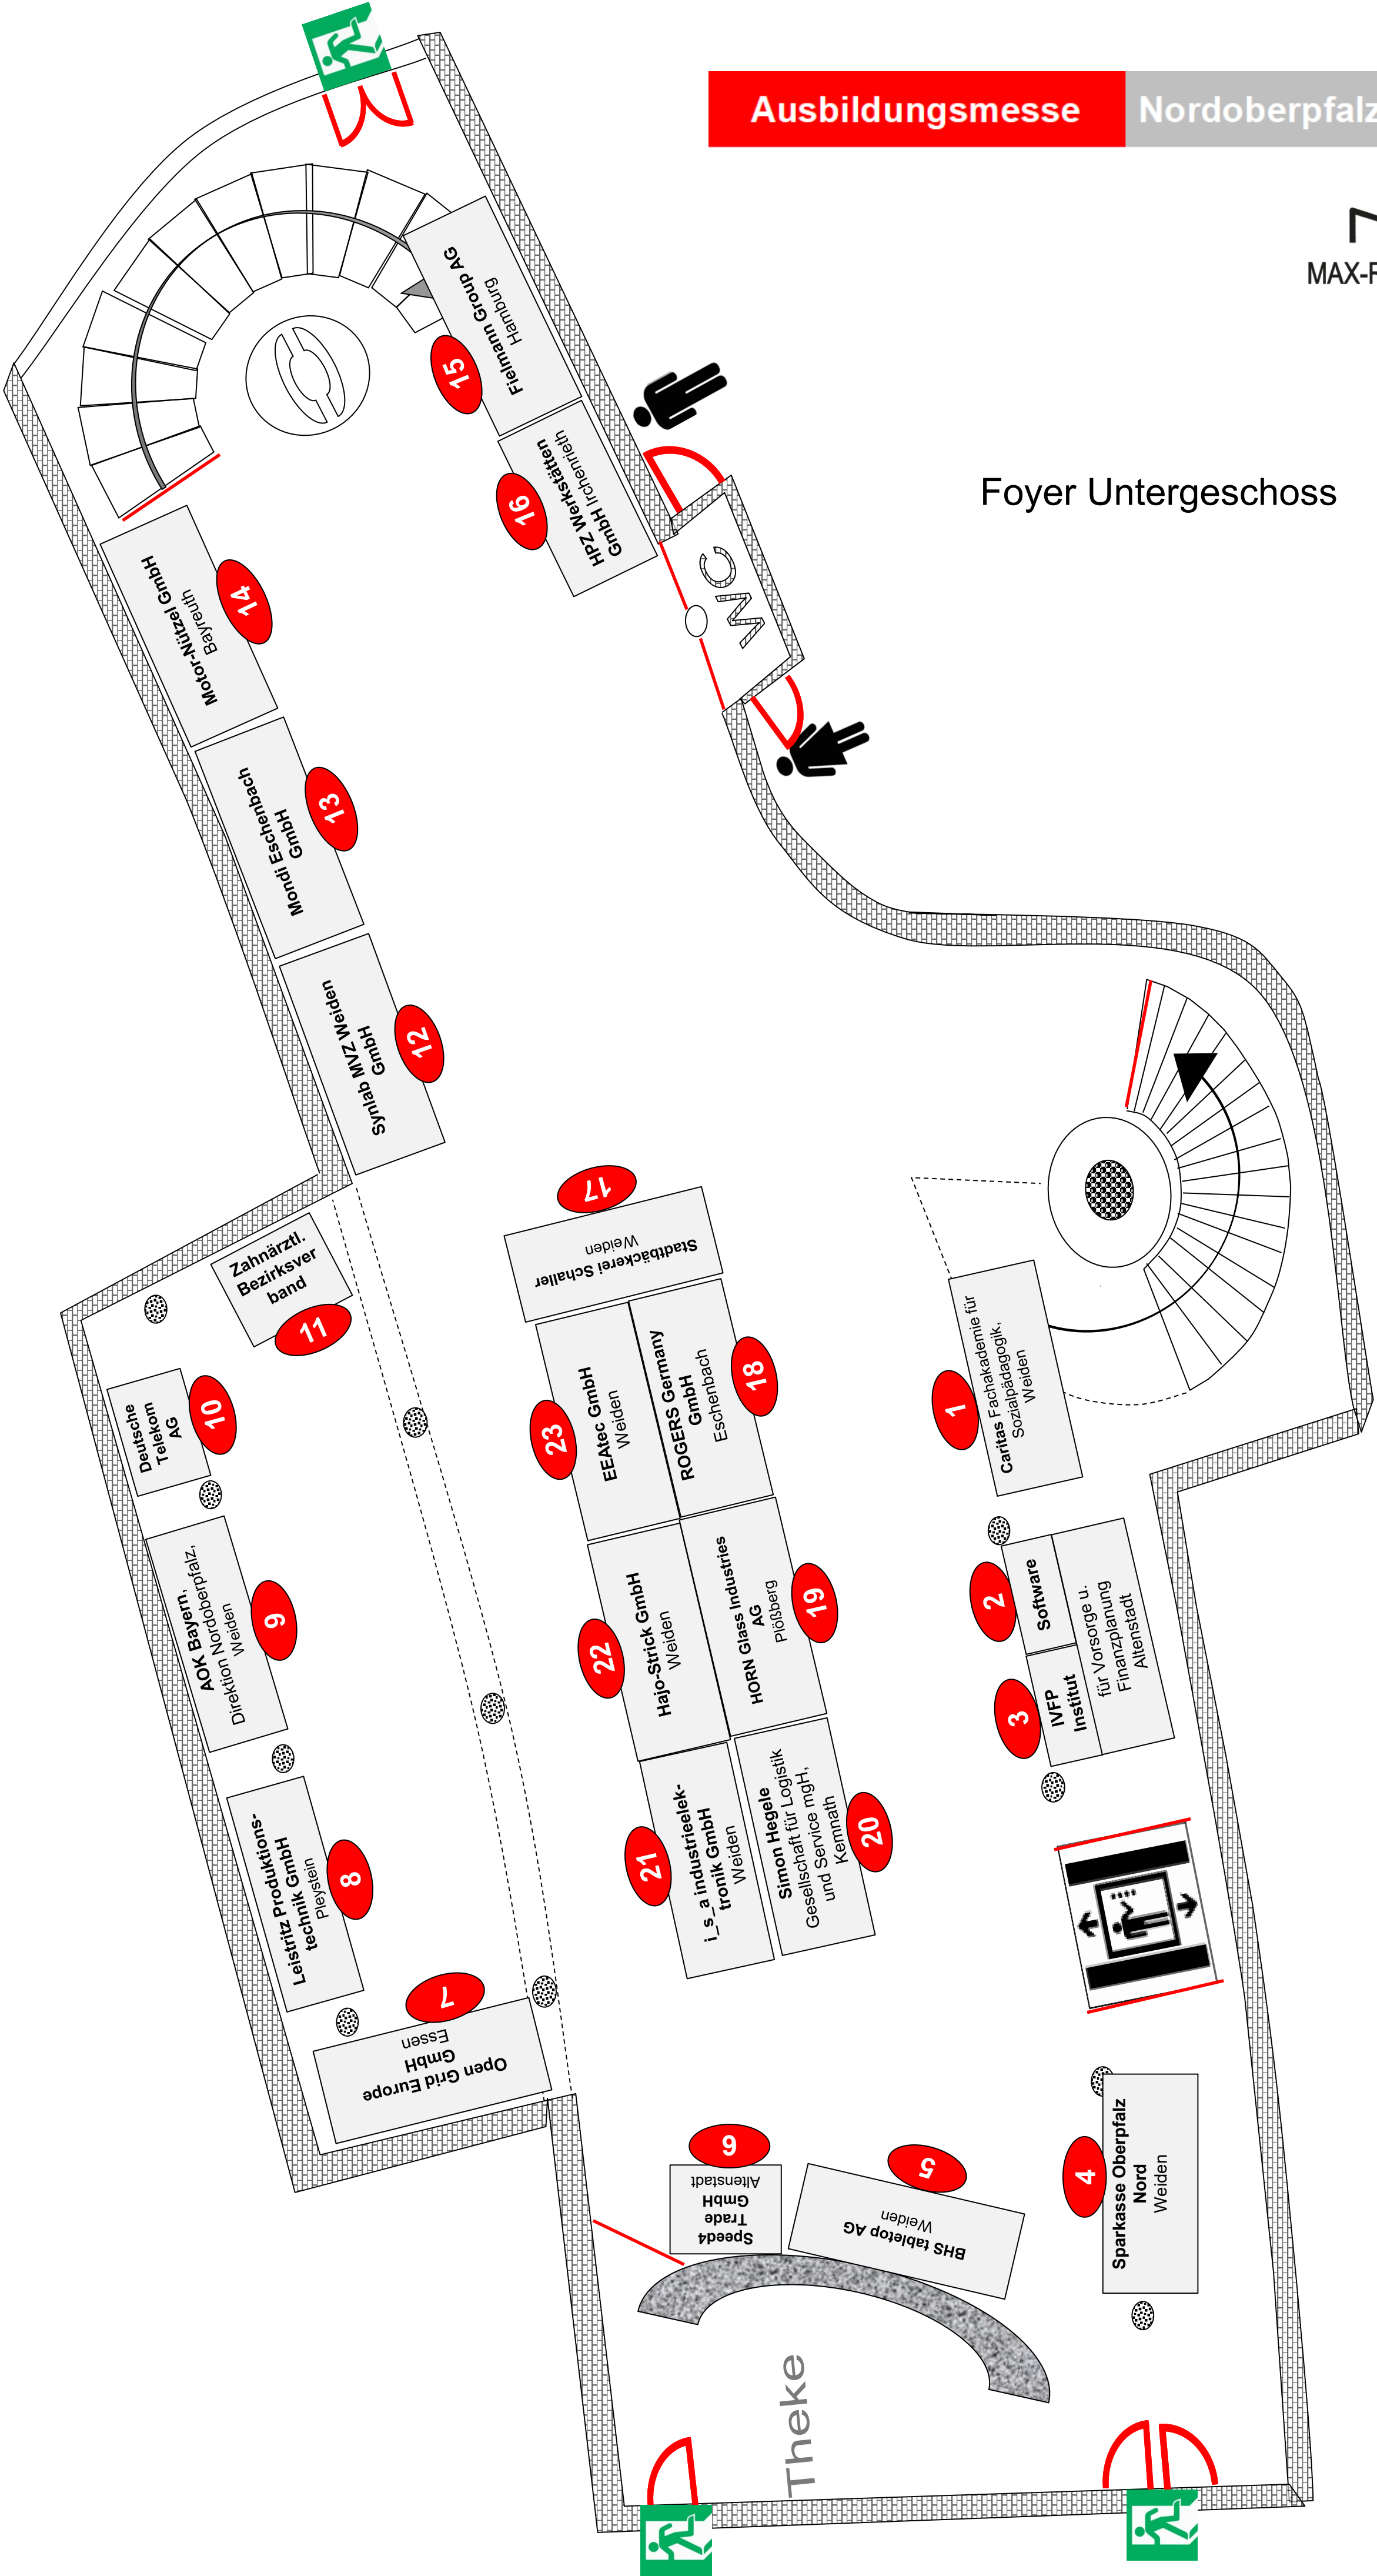 Ausbildungsmesse Nordoberpfalz
MAX-R
Foyer Untergeschoss
Fielmann Group AG
Hamburg
15
HPZ Werkstätten
GmbH Irchenrieth
16
WC
Motor-Nützel GmbH
Bayreuth
14
Mondi Eschenbach
GmbH
13
Synlab MVZ Weiden
GmbH
12
Zahnärztl.
Bezirksver
band
11
Deutsche
Telekom
AG
10
AOK Bayern,
Direktion Nordoberpfalz,
Weiden
9
Leistritz Produktions-
technik GmbH
Pleystein
8
7
Open Grid Europe
GmbH
Essen
17
Stadtbäckerei Schaller
Weiden
23
EEAtec GmbH
Weiden
ROGERS Germany
GmbH
Eschenbach
18
22
Hajo-Strick GmbH
Weiden
HORN Glass Industries
AG
Plößberg
19
21
i_s_a industrieelek-
tronik GmbH
Weiden
Simon Hegele
Gesellschaft für Logistik
und Service mgH,
Kemnath
20
1
Caritas Fachakademie für
Sozialpädagogik,
Weiden
2
Software
3
IVFP
Institut
für Vorsorge u.
Finanzplanung
Altenstadt
4
Sparkasse Oberpfalz
Nord
Weiden
5
BHS tabletop AG
Weiden
6
Speed4
Trade
GmbH
Altenstadt
Theke